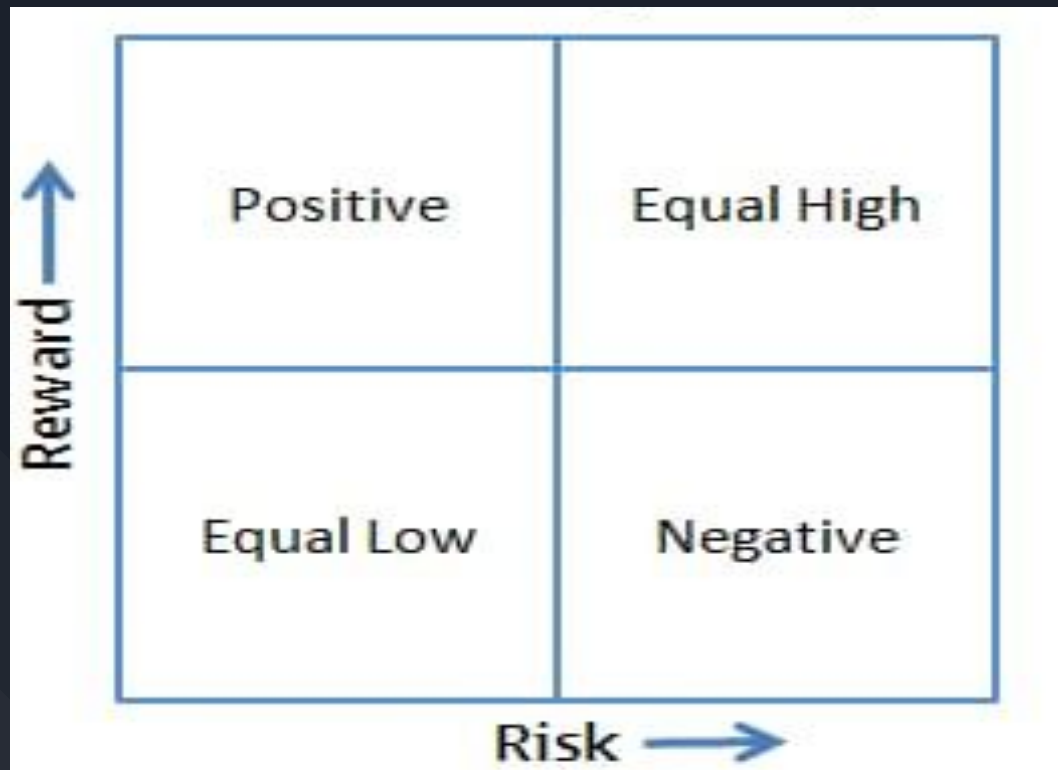 Positive
Equal High
Reward
Equal Low
Negative
Risk